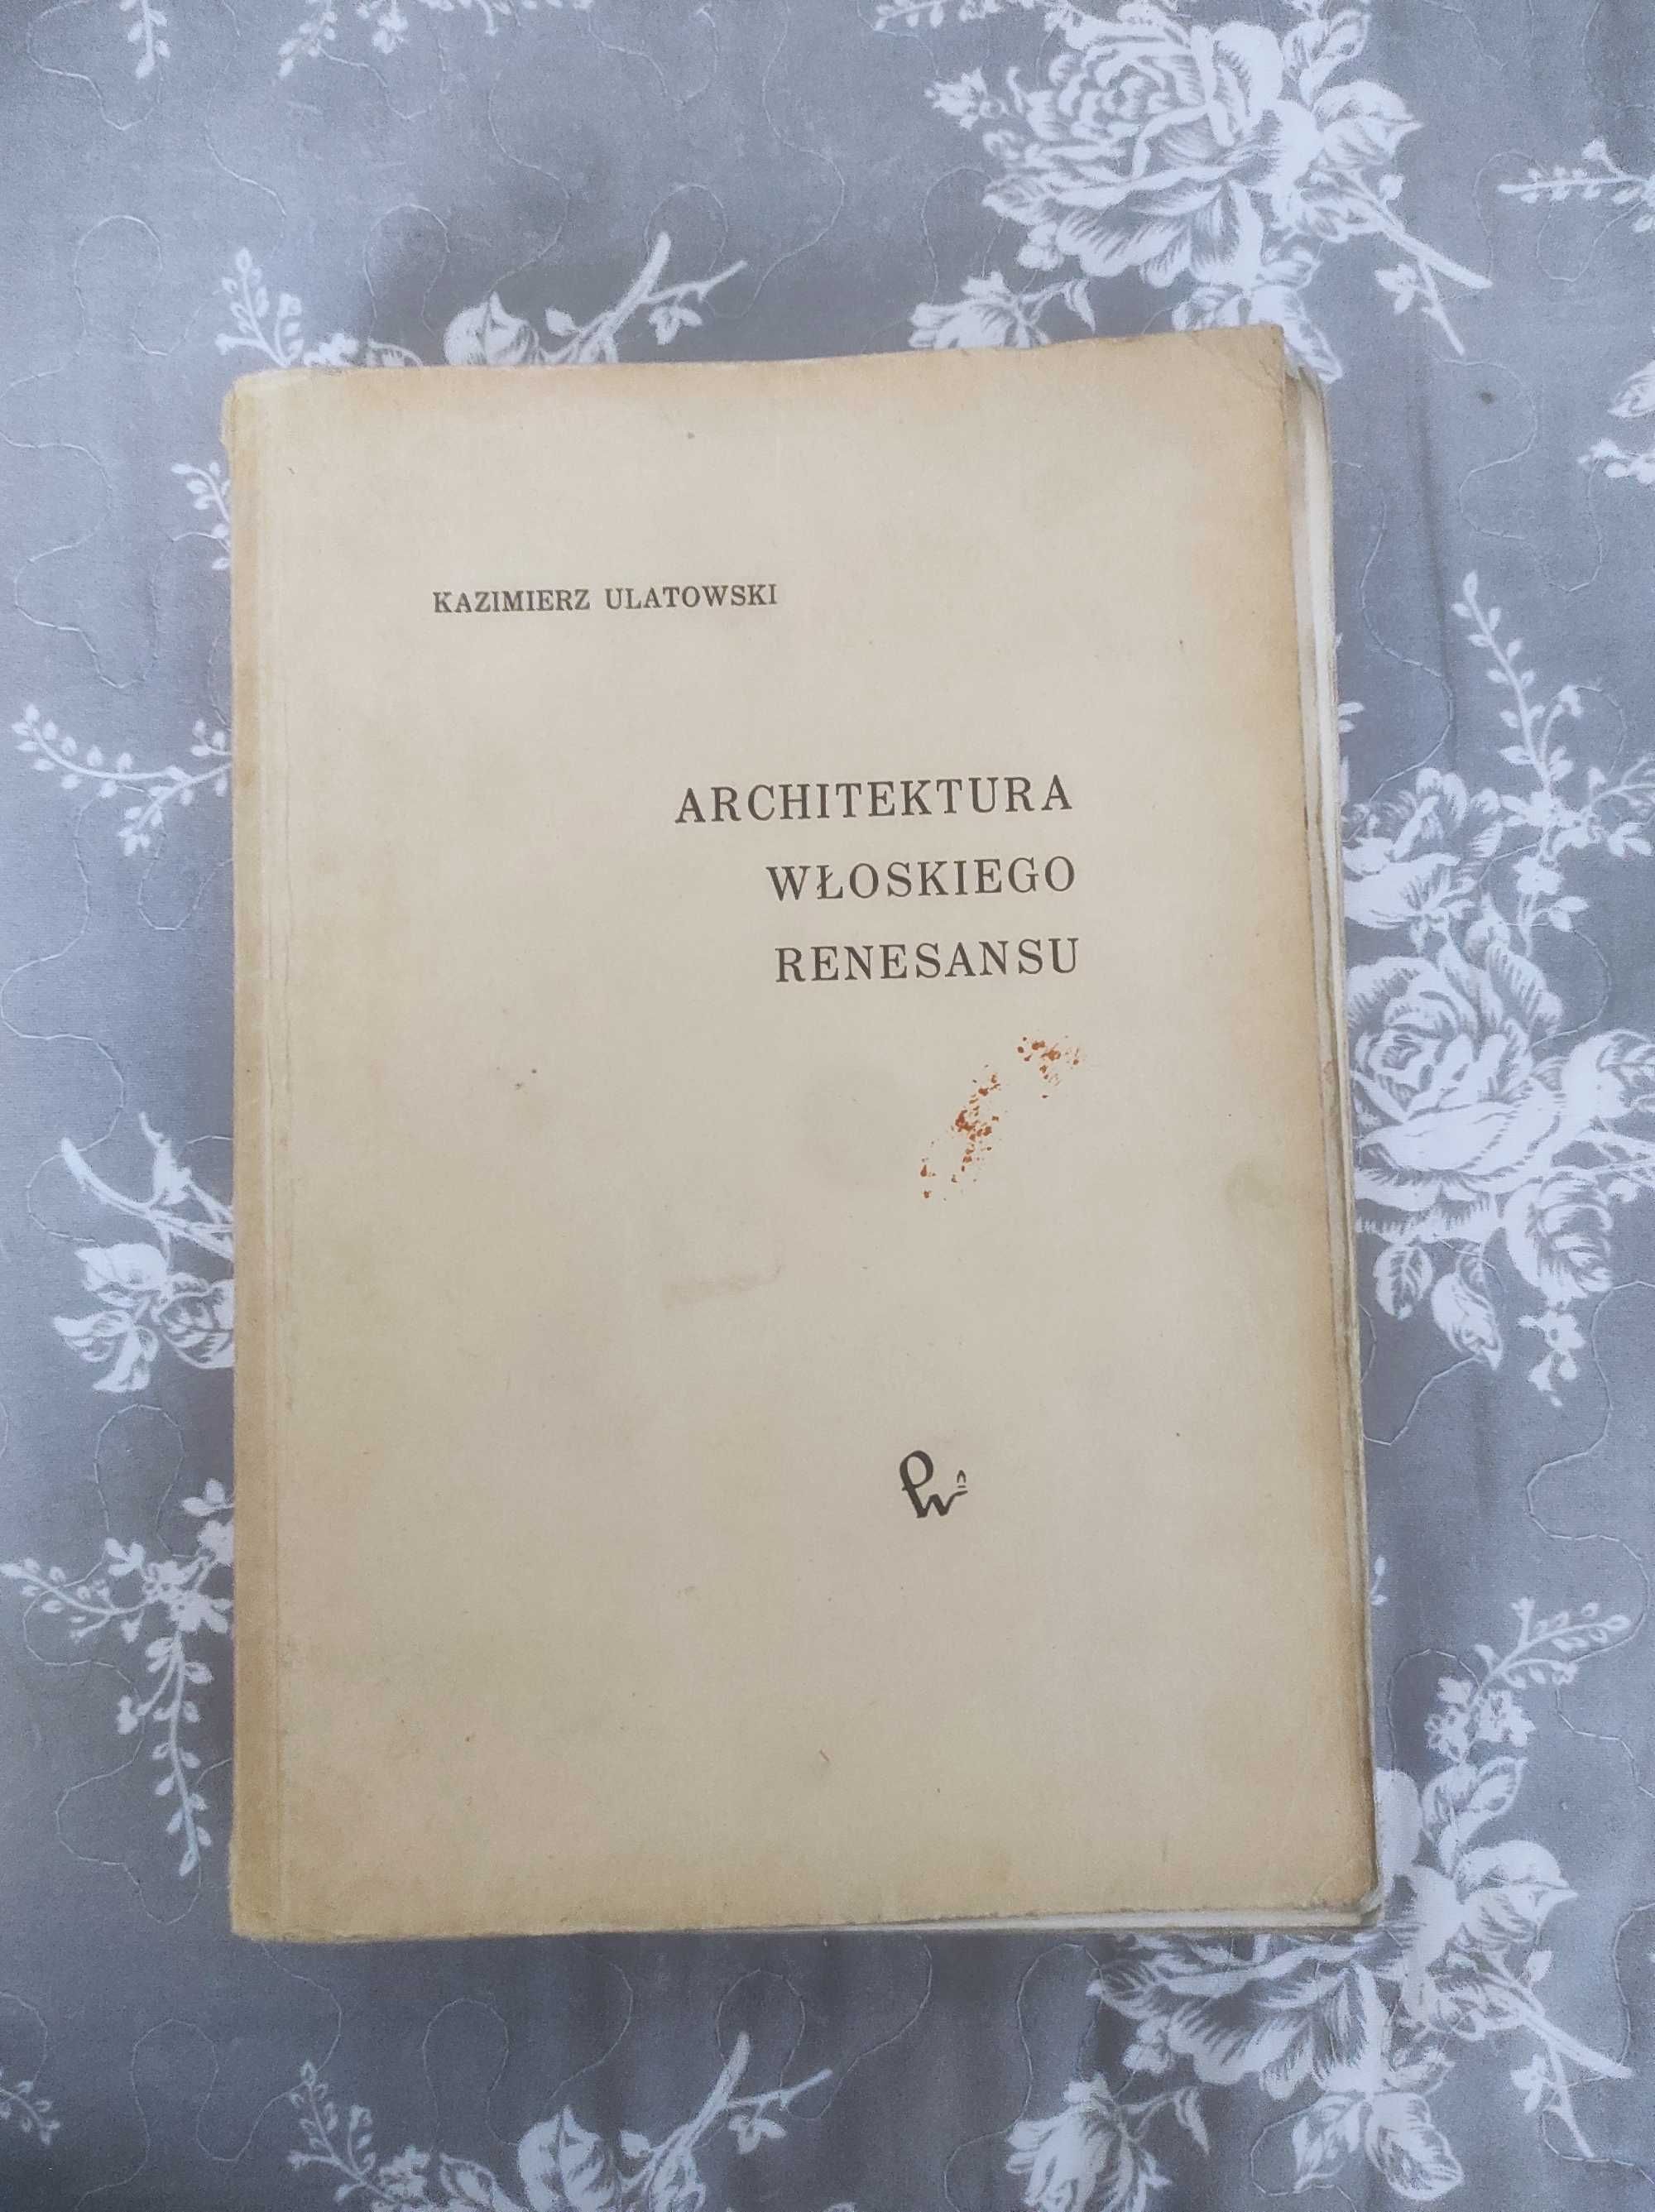 KAZIMIERZ ULATOWSKI
ARCHITEKTURA
WŁOSKIEGO
RENESANSU